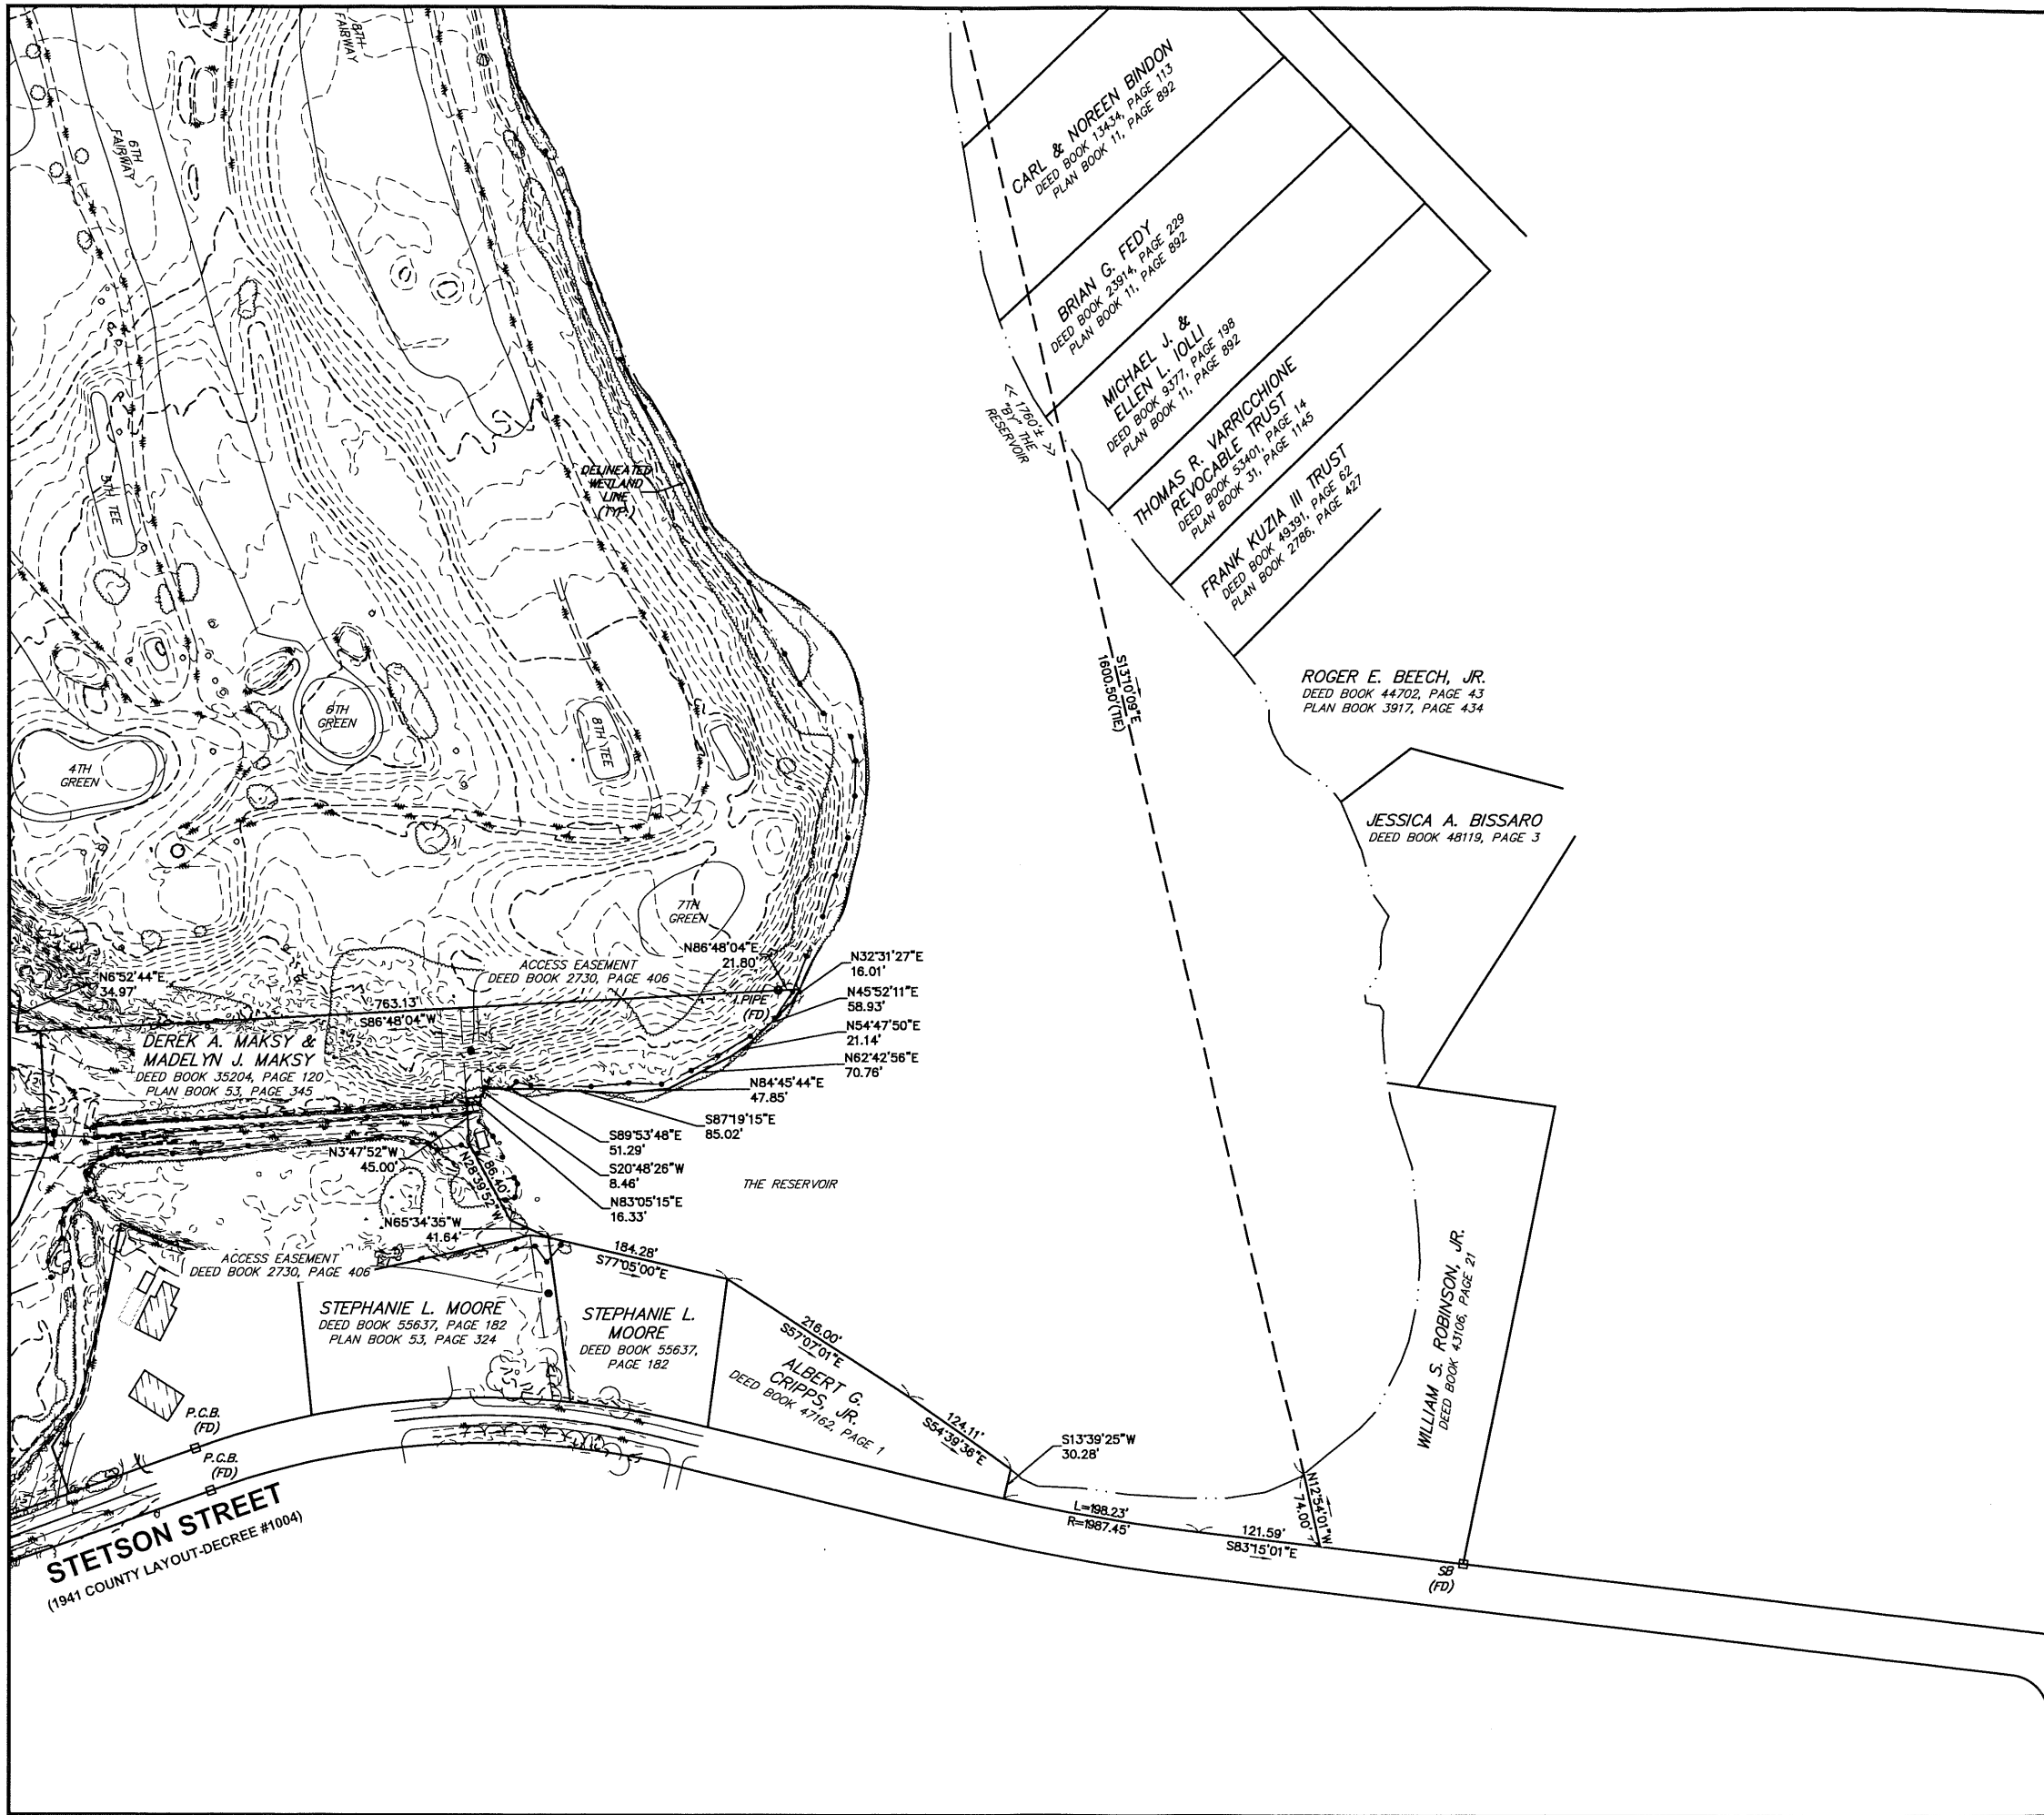 8TH
FAIRWAY
6TH
FAIRWAY
CARL & NOREEN BINDON
DEED BOOK 13434, PAGE 113
PLAN BOOK 11, PAGE 892
BRIAN G. FEDY
DEED BOOK 23914, PAGE 229
PLAN BOOK 11, PAGE 892
MICHAEL J. &
ELLEN L. IOLLI
DEED BOOK 9377, PAGE 198
PLAN BOOK 11, PAGE 892
<< 1760'± >>
"BY" THE
RESERVOIR
THOMAS R. VARRICCHIONE
REVOCABLE TRUST
DEED BOOK 53401, PAGE 14
PLAN BOOK 31, PAGE 1145
FRANK KUZIA III TRUST
DEED BOOK 49391, PAGE 62
PLAN BOOK 2786, PAGE 427
DELINEATED
WETLAND
LINE
(TYP.)
5TH TEE
S13°10'09"E
1600.50'(TIE)
ROGER E. BEECH, JR.
DEED BOOK 44702, PAGE 43
PLAN BOOK 3917, PAGE 434
6TH
GREEN
8TH TEE
4TH
GREEN
JESSICA A. BISSARO
DEED BOOK 48119, PAGE 3
7TH
GREEN
N86°48'04"E
21.80'
N32°31'27"E
16.01'
ACCESS EASEMENT
DEED BOOK 2730, PAGE 406
N6°52'44"E
34.97'
763.13'
S86°48'04"W
I.PIPE
(FD)
N45°52'11"E
58.93'
N54°47'50"E
21.14'
N62°42'56"E
70.76'
DEREK A. MAKSY &
MADELYN J. MAKSY
DEED BOOK 35204, PAGE 120
PLAN BOOK 53, PAGE 345
N84°45'44"E
47.85'
S87°19'15"E
85.02'
S89°53'48"E
51.29'
N3°47'52"W
45.00'
S20°48'26"W
8.46'
86.40'
N28°39'52"W
N83°05'15"E
16.33'
THE RESERVOIR
N65°34'35"W
41.64'
184.28'
S77°05'00"E
ACCESS EASEMENT
DEED BOOK 2730, PAGE 406
STEPHANIE L. MOORE
DEED BOOK 55637, PAGE 182
PLAN BOOK 53, PAGE 324
STEPHANIE L.
MOORE
DEED BOOK 55637,
PAGE 182
216.00'
S57°07'01"E
ALBERT G.
CRIPPS, JR.
DEED BOOK 47162, PAGE 1
WILLIAM S. ROBINSON, JR.
DEED BOOK 43106, PAGE 21
124.11'
S54°39'36"E
S13°39'25"W
30.28'
P.C.B.
(FD)
P.C.B.
(FD)
L=198.23'
R=1987.45'
121.59'
S83°15'01"E
N12°54'01"W
74.00'
SB
(FD)
STETSON STREET
(1941 COUNTY LAYOUT-DECREE #1004)